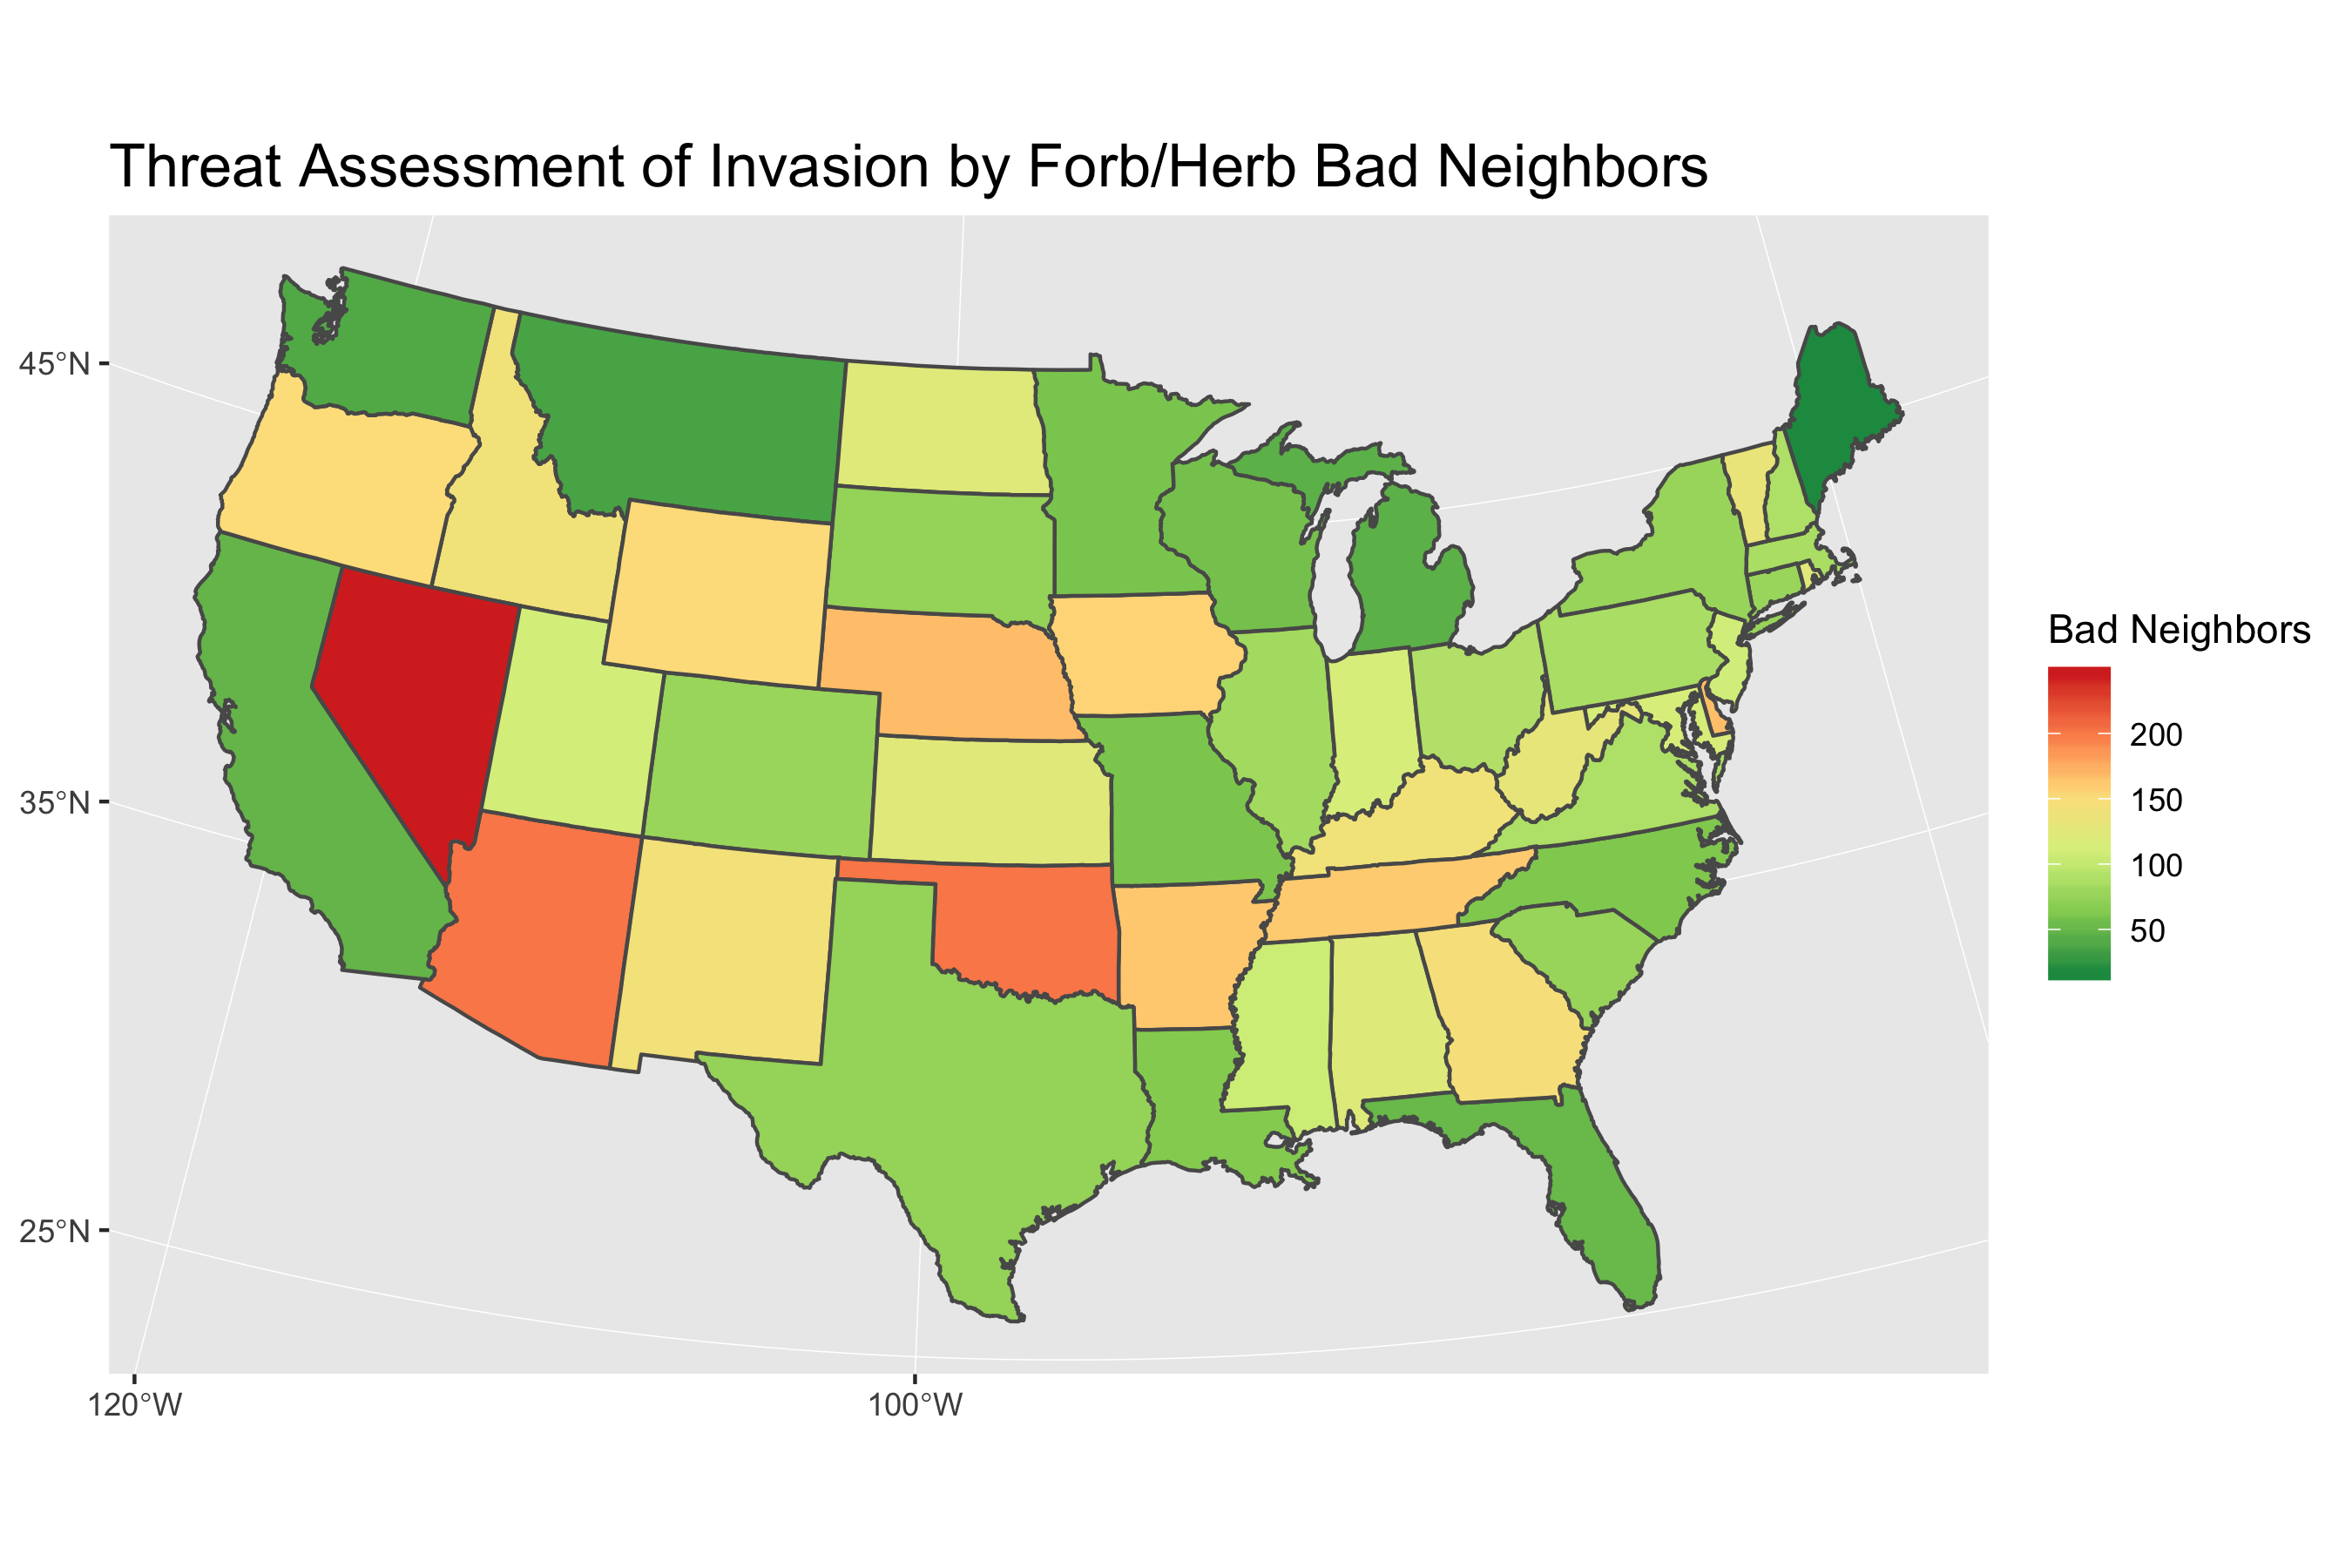 Threat Assessment of Invasion by Forb/Herb Bad Neighbors
45°N
35°N
25°N
120°W
100°W
Bad Neighbors
200
150
100
50